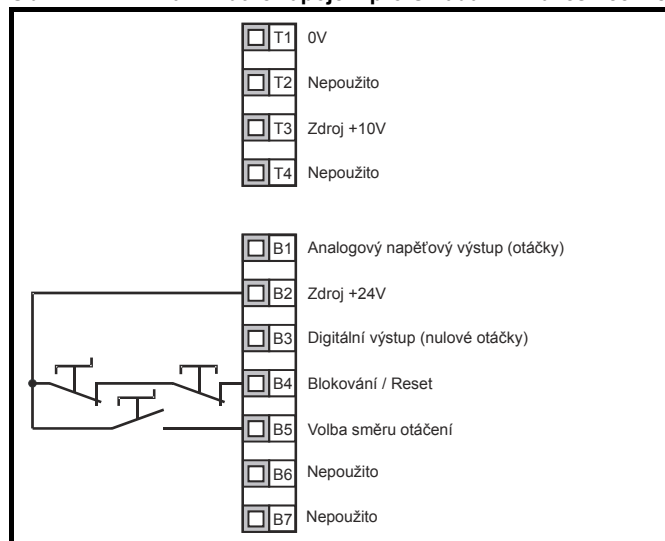 T1 0V
T2 Nepoužito
T3 Zdroj +10V
T4 Nepoužito
B1 Analogový napěťový výstup (otáčky)
B2 Zdroj +24V
B3 Digitální výstup (nulové otáčky)
B4 Blokování / Reset
B5 Volba směru otáčení
B6 Nepoužito
B7 Nepoužito